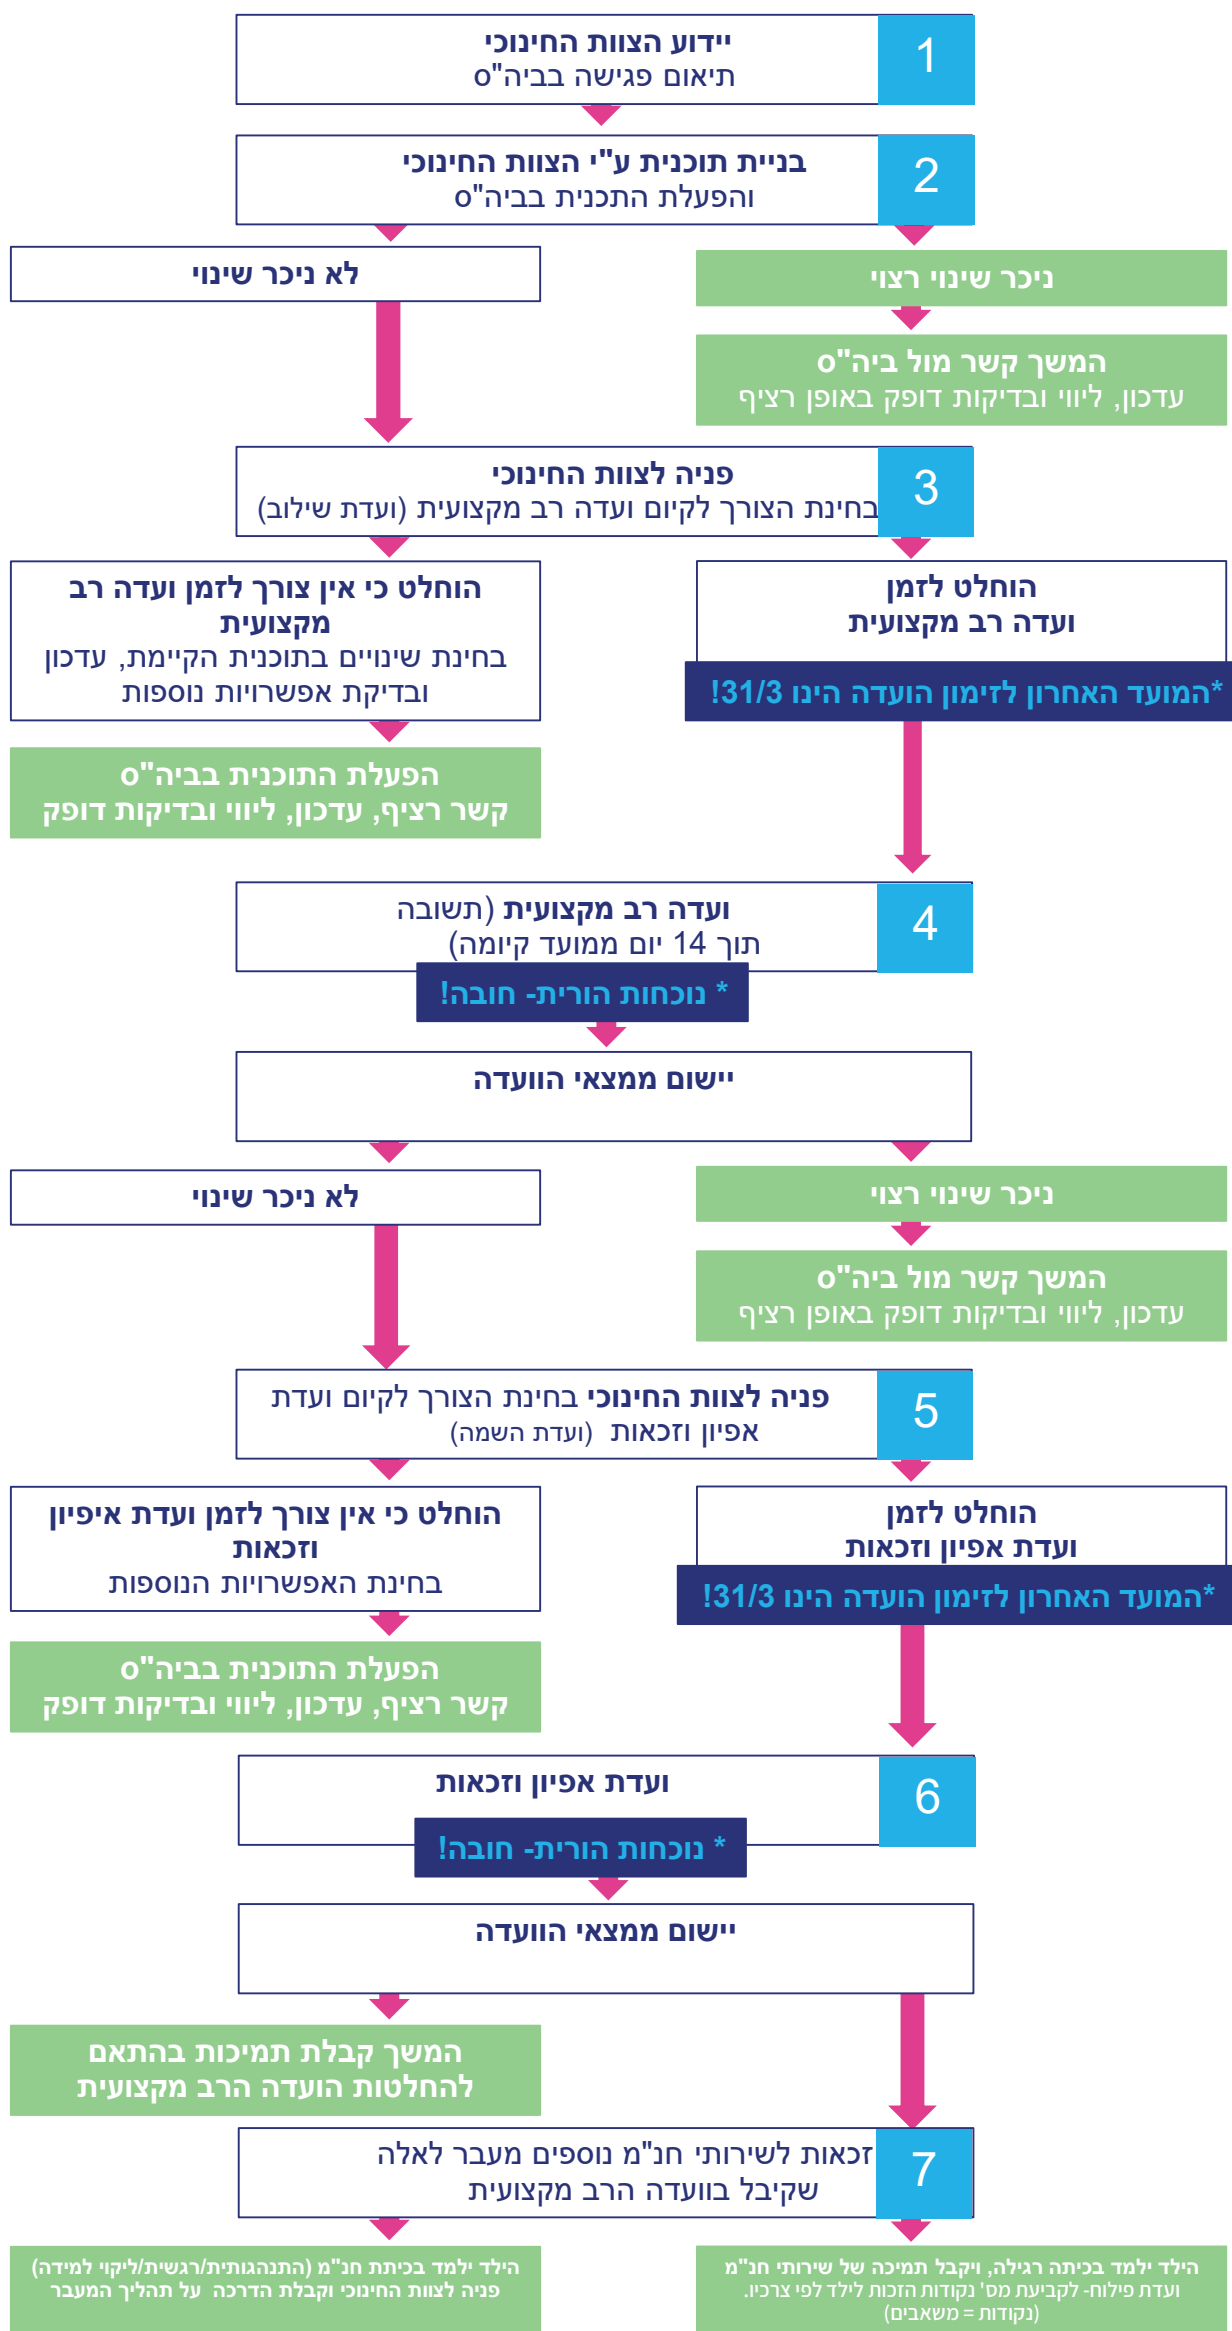 1
יידוע הצוות החינוכי
תיאום פגישה בביה"ס
2
בניית תוכנית ע"י הצוות החינוכי
והפעלת התכנית בביה"ס
ניכר שינוי רצוי
המשך קשר מול ביה"ס
עדכון, ליווי ובדיקות דופק באופן רציף
לא ניכר שינוי
3
פניה לצוות החינוכי
בחינת הצורך לקיום ועדה רב מקצועית (ועדת שילוב)
הוחלט לזמן
ועדה רב מקצועית
*המועד האחרון לזימון הועדה הינו 31/3!
הוחלט כי אין צורך לזמן ועדה רב
מקצועית
בחינת שינויים בתוכנית הקיימת, עדכון
ובדיקת אפשרויות נוספות
הפעלת התוכנית בביה"ס
קשר רציף, עדכון, ליווי ובדיקות דופק
4
ועדה רב מקצועית (תשובה
תוך 14 יום ממועד קיומה)
* נוכחות הורית- חובה!
יישום ממצאי הוועדה
ניכר שינוי רצוי
המשך קשר מול ביה"ס
עדכון, ליווי ובדיקות דופק באופן רציף
לא ניכר שינוי
5
פניה לצוות החינוכי בחינת הצורך לקיום ועדת
אפיון וזכאות (ועדת השמה)
הוחלט לזמן
ועדת אפיון וזכאות
*המועד האחרון לזימון הועדה הינו 31/3!
הוחלט כי אין צורך לזמן ועדת איפיון
וזכאות
בחינת האפשרויות הנוספות
הפעלת התוכנית בביה"ס
קשר רציף, עדכון, ליווי ובדיקות דופק
6
ועדת אפיון וזכאות
* נוכחות הורית- חובה!
יישום ממצאי הוועדה
המשך קבלת תמיכות בהתאם
להחלטות הועדה הרב מקצועית
7
זכאות לשירותי חנ"מ נוספים מעבר לאלה
שקיבל בוועדה הרב מקצועית
הילד ילמד בכיתה רגילה, ויקבל תמיכה של שירותי חנ"מ
ועדת פילוח- לקביעת מס' נקודות הזכות לילד לפי צרכיו.
(נקודות = משאבים)
הילד ילמד בכיתת חנ"מ (התנהגותית/רגשית/ליקוי למידה)
פניה לצוות החינוכי וקבלת הדרכה על תהליך המעבר